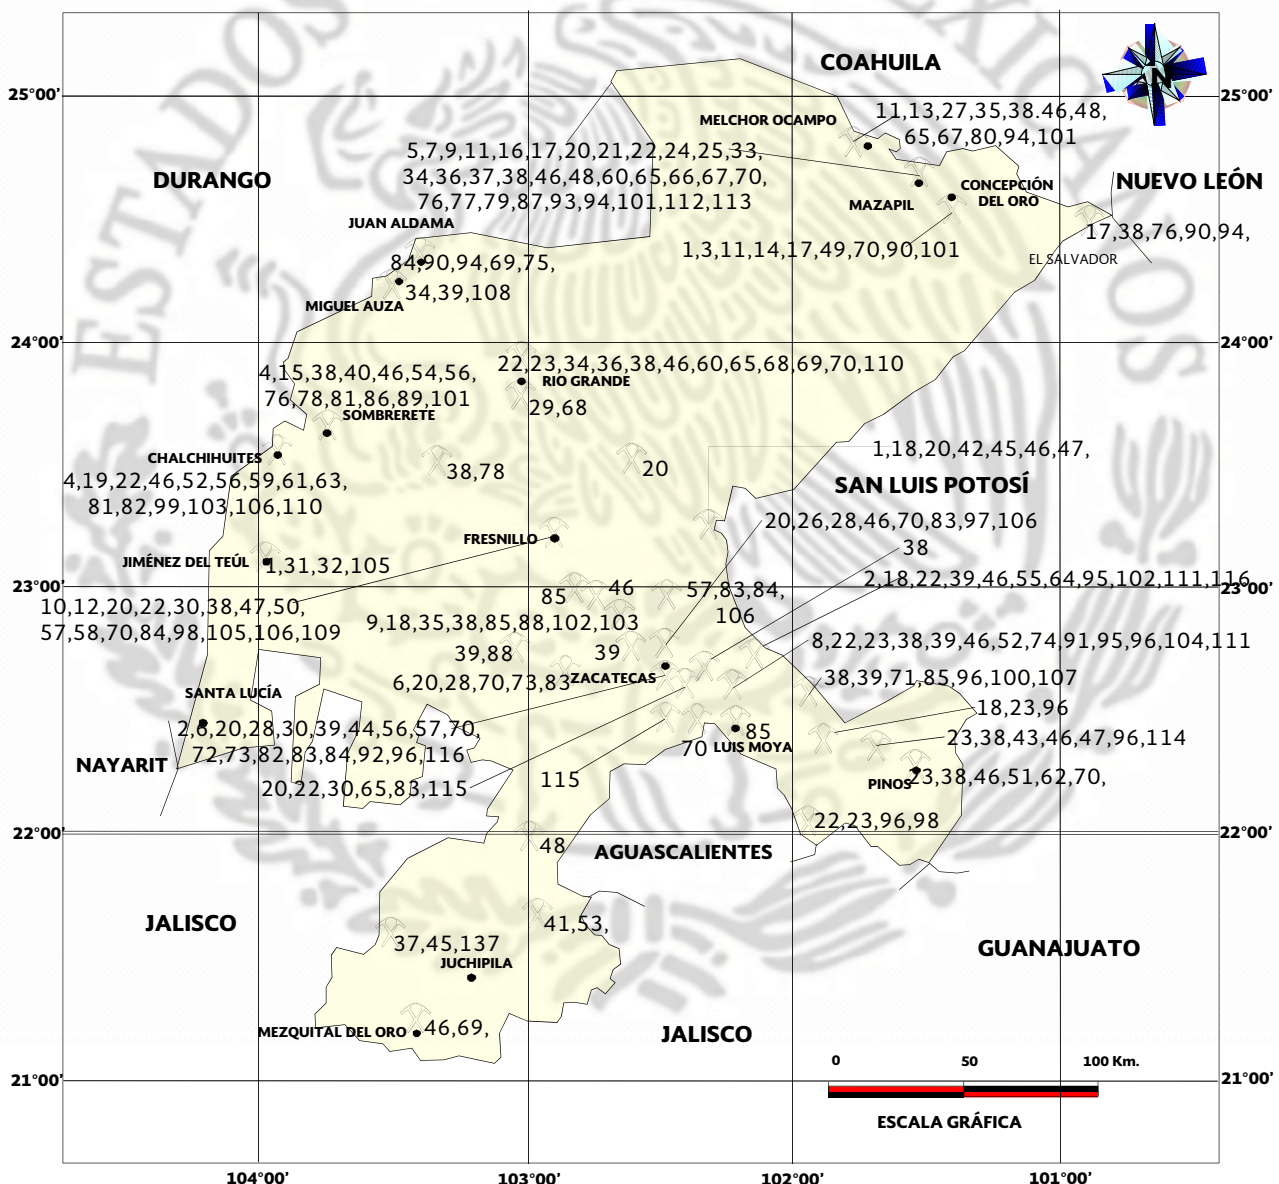 ESTADOS
MEXICANOS
COAHUILA
N
25°00'
25°00'
MELCHOR OCAMPO
11,13,27,35,38.46,48,
65,67,80,94,101
5,7,9,11,16,17,20,21,22,24,25,33,
34,36,37,38,46,48,60,65,66,67,70,
76,77,79,87,93,94,101,112,113
DURANGO
NUEVO LEÓN
CONCEPCIÓN
DEL ORO
MAZAPIL
JUAN ALDAMA
17,38,76,90,94,
1,3,11,14,17,49,70,90,101
EL SALVADOR
84,90,94,69,75,
34,39,108
MIGUEL AUZA
24°00'
24°00'
22,23,34,36,38,46,60,65,68,69,70,110
4,15,38,40,46,54,56,
76,78,81,86,89,101
RIO GRANDE
29,68
SOMBRERETE
CHALCHIHUITES
38,78
20
1,18,20,42,45,46,47,
4,19,22,46,52,56,59,61,63,
81,82,99,103,106,110
SAN LUIS POTOSÍ
20,26,28,46,70,83,97,106
FRESNILLO
38
JIMÉNEZ DEL TEÚL
1,31,32,105
2,18,22,39,46,55,64,95,102,111,116
23°00'
23°00'
85
46
57,83,84,
106
10,12,20,22,30,38,47,50,
57,58,70,84,98,105,106,109
9,18,35,38,85,88,102,103
8,22,23,38,39,46,52,74,91,95,96,104,111
39,88
39
ZACATECAS
38,39,71,85,96,100,107
6,20,28,70,73,83
SANTA LUCÍA
18,23,96
2,6,20,28,30,39,44,56,57,70,
72,73,82,83,84,92,96,116
85
23,38,43,46,47,96,114
70
LUIS MOYA
NAYARIT
115
PINOS
23,38,46,51,62,70,
20,22,30,65,83,115
22,23,96,98
22°00'
22°00'
48
AGUASCALIENTES
JALISCO
41,53,
37,45,137
GUANAJUATO
JUCHIPILA
MEZQUITAL DEL ORO
46,69,
JALISCO
0
50
100 Km.
21°00'
21°00'
ESCALA GRÁFICA
104°00'
103°00'
102°00'
101°00'